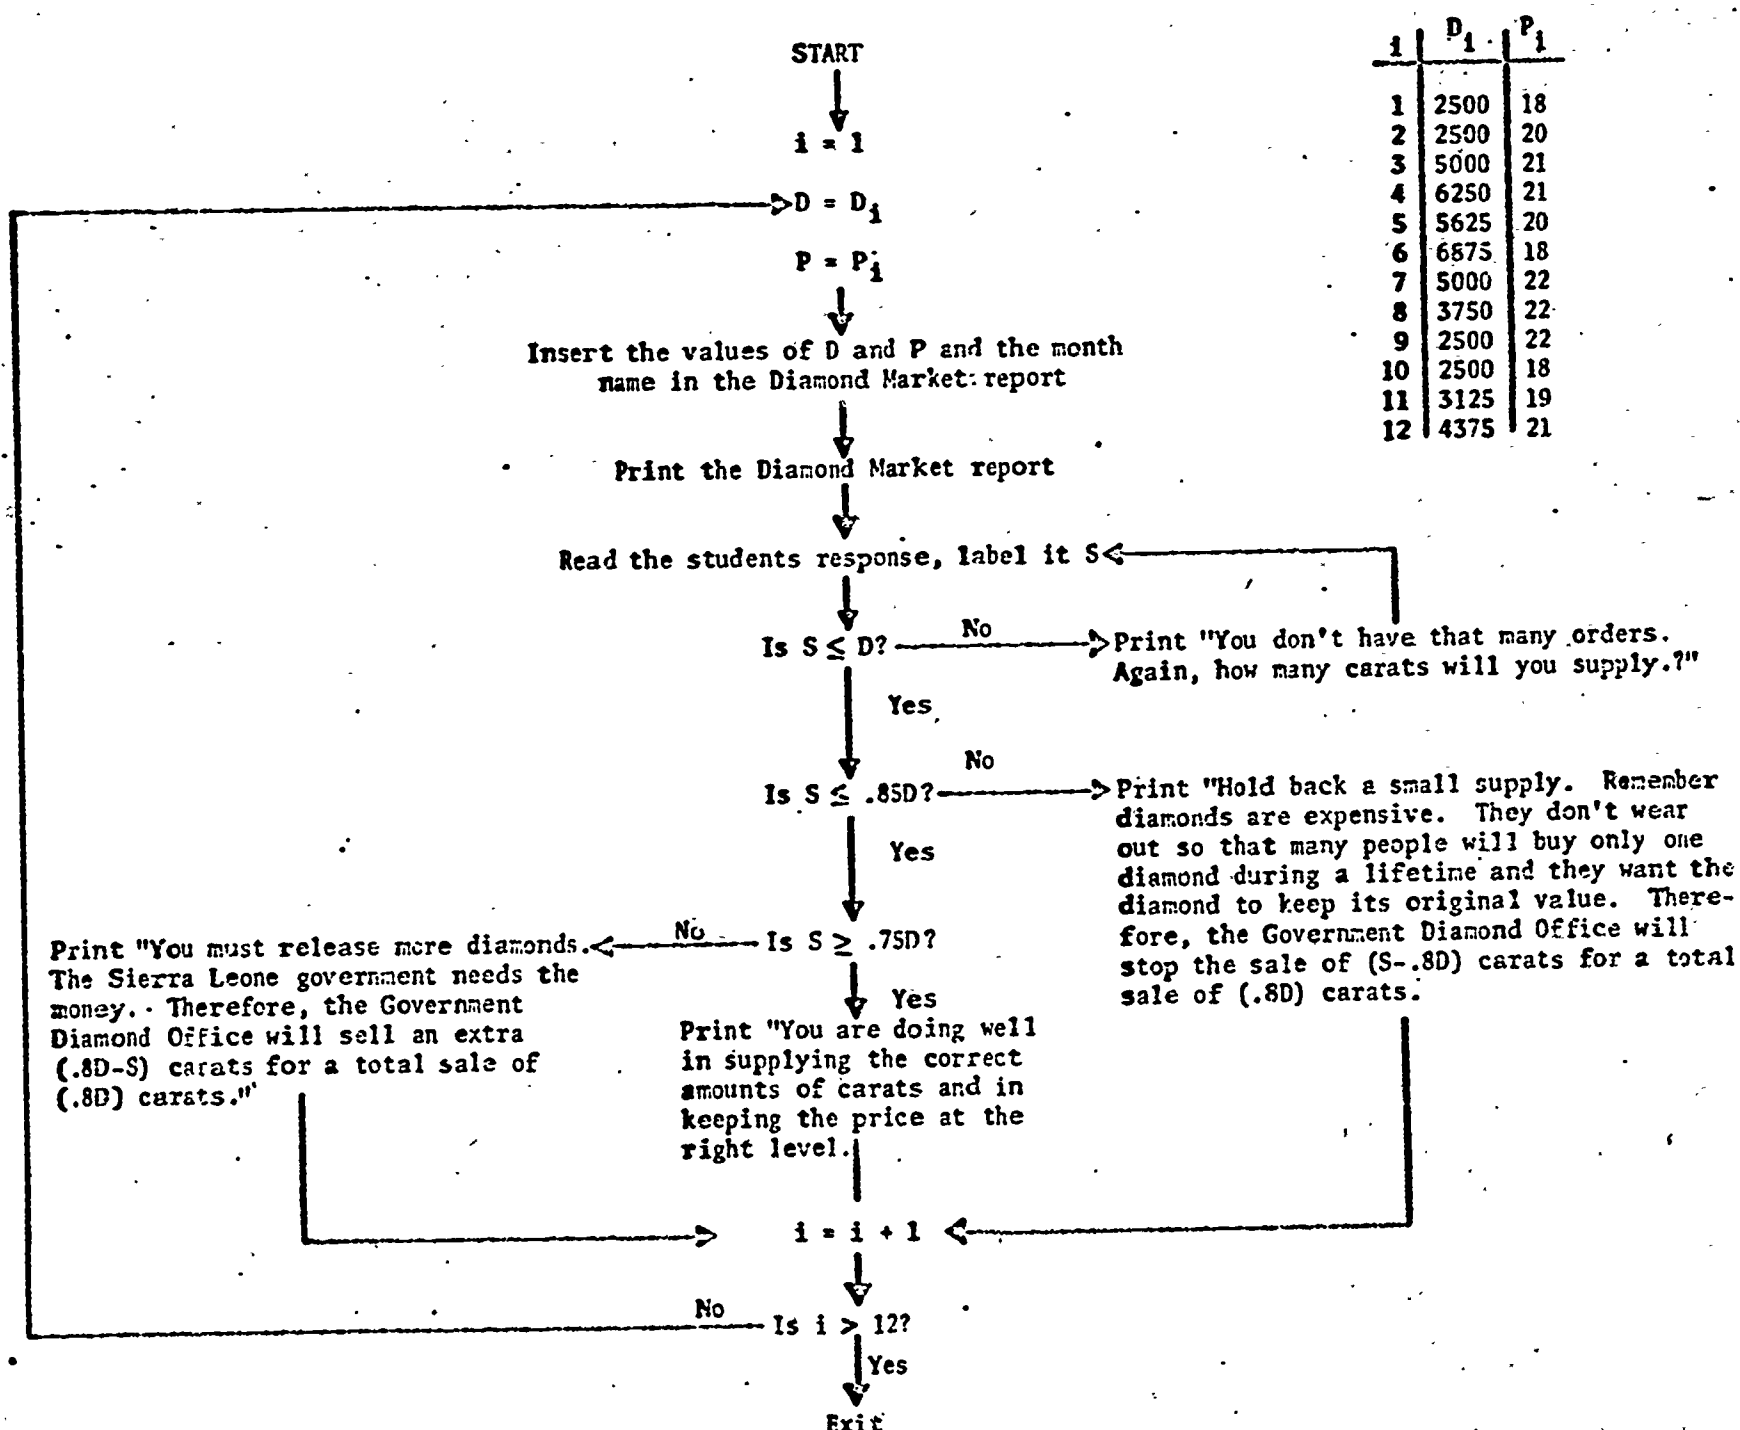 START
i = 1
D = Di
P = Pi
Insert the values of D and P and the month
name in the Diamond Market report
Print the Diamond Market report
Read the students response, label it S
Is S ≤ D?
No
Print "You don't have that many orders.
Again, how many carats will you supply.?"
Yes
Is S ≤ .85D?
No
Print "Hold back a small supply. Remember
diamonds are expensive. They don't wear
out so that many people will buy only one
diamond during a lifetime and they want the
diamond to keep its original value. There-
fore, the Government Diamond Office will
stop the sale of (S-.8D) carats for a total
sale of (.8D) carats.
Yes
Is S ≥ .75D?
No
Print "You must release more diamonds.
The Sierra Leone government needs the
money. Therefore, the Government
Diamond Office will sell an extra
(.8D-S) carats for a total sale of
(.8D) carats."
Yes
Print "You are doing well
in supplying the correct
amounts of carats and in
keeping the price at the
right level.
i = i + 1
Is i > 12?
No
Yes
Exit
i Di Pi
1 2500 18
2 2500 20
3 5000 21
4 6250 21
5 5625 20
6 6875 18
7 5000 22
8 3750 22
9 2500 22
10 2500 18
11 3125 19
12 4375 21